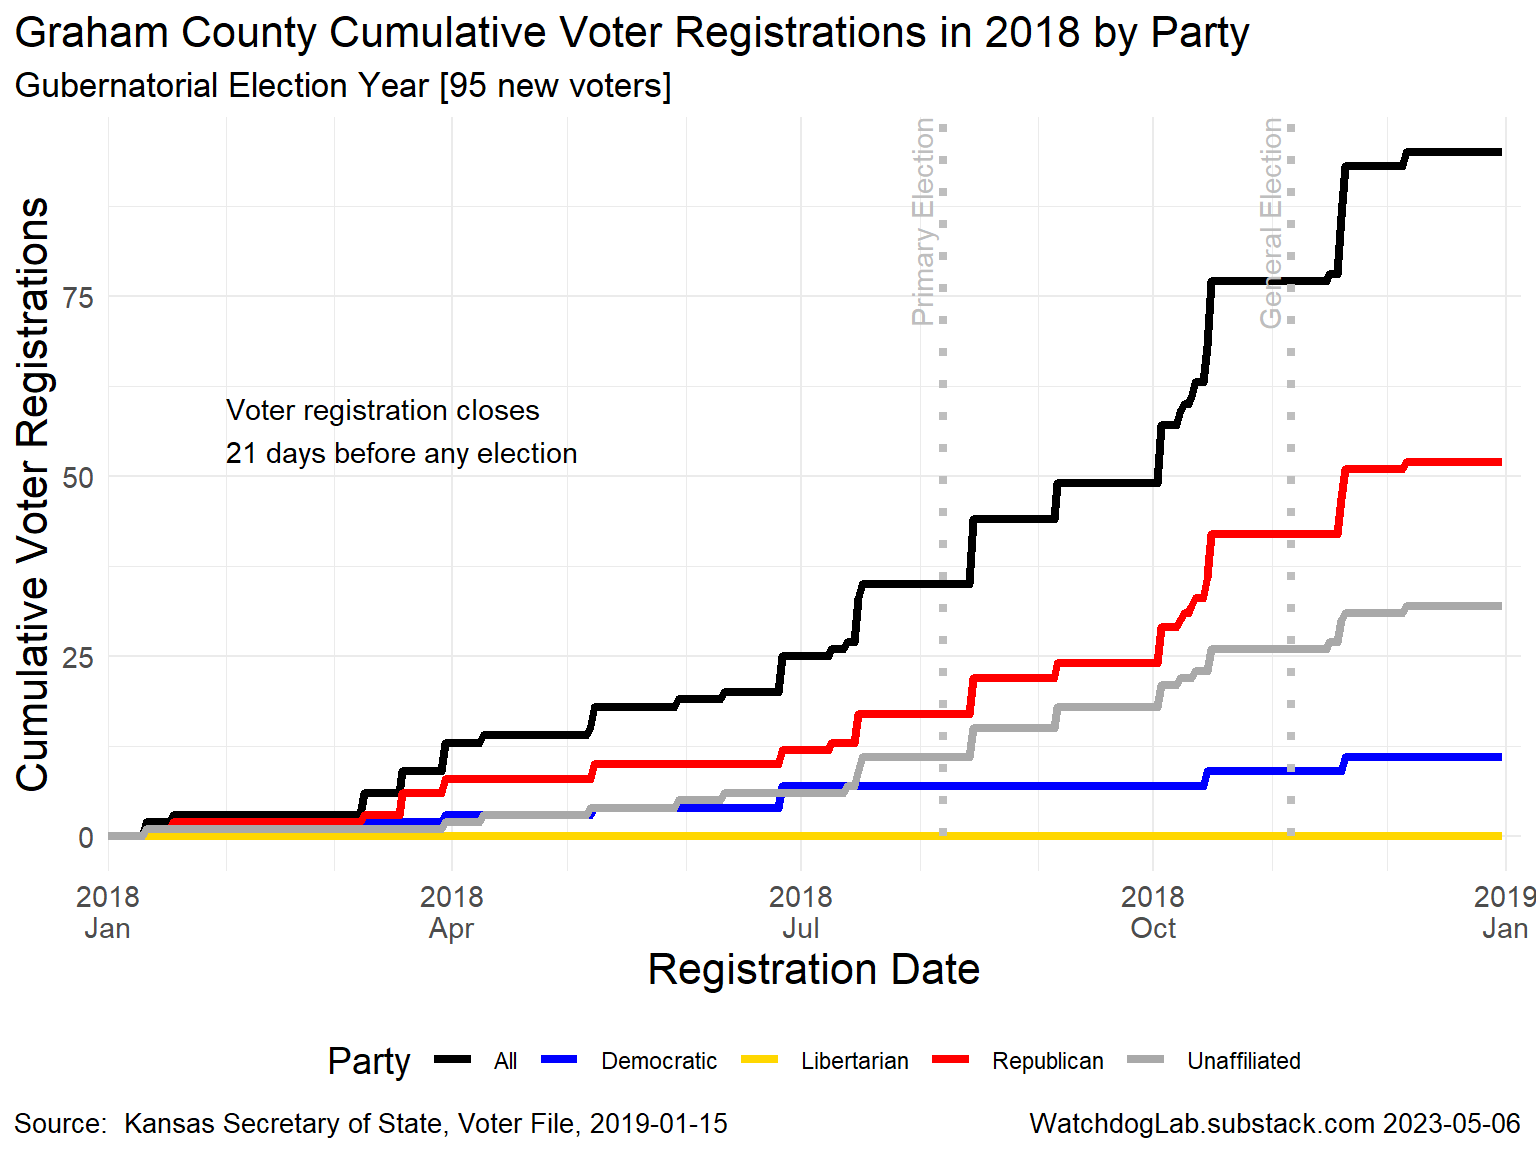 Graham County Cumulative Voter Registrations in 2018 by Party
Gubernatorial Election Year [95 new voters]
Cumulative Voter Registrations
75
50
25
0
Voter registration closes
21 days before any election
Primary Election
General Election
2018
Jan
2018
Apr
2018
Jul
2018
Oct
2019
Jan
Registration Date
Party All Democratic Libertarian Republican Unaffiliated
Source:  Kansas Secretary of State, Voter File, 2019-01-15
WatchdogLab.substack.com 2023-05-06